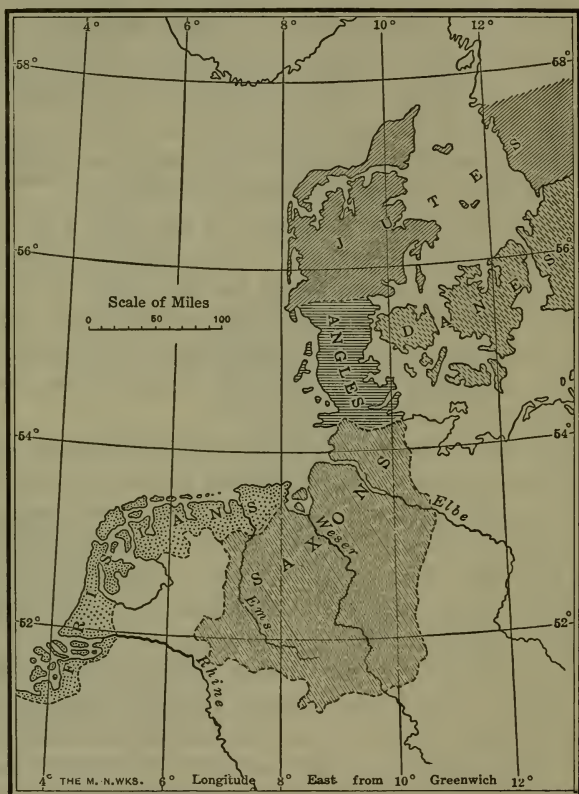 4° 6° 8° 10° 12°
58° 58°
JUTES
56° 56°
Scale of Miles
0 50 100
DANES
ANGLES
54° 54°
Elbe
SAXONS
Weser
FRISIANS
Ems
52° 52°
Rhine
4° THE M.-N.WKS. 6° Longitude 8° East from 10° Greenwich 12°